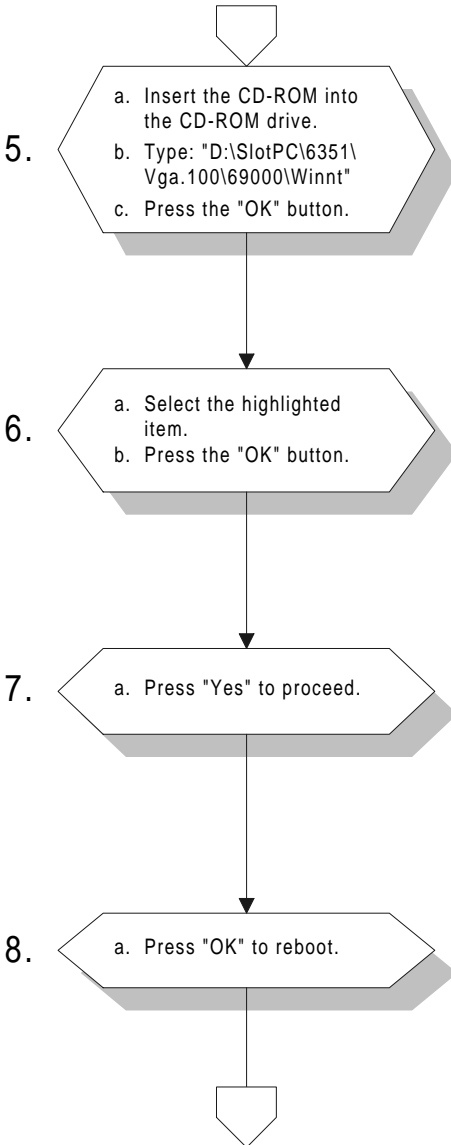 5.
a. Insert the CD-ROM into
the CD-ROM drive.
b. Type: "D:\SlotPC\6351\
Vga.100\69000\Winnt"
c. Press the "OK" button.
6.
a. Select the highlighted
item.
b. Press the "OK" button.
7.
a. Press "Yes" to proceed.
8.
a. Press "OK" to reboot.